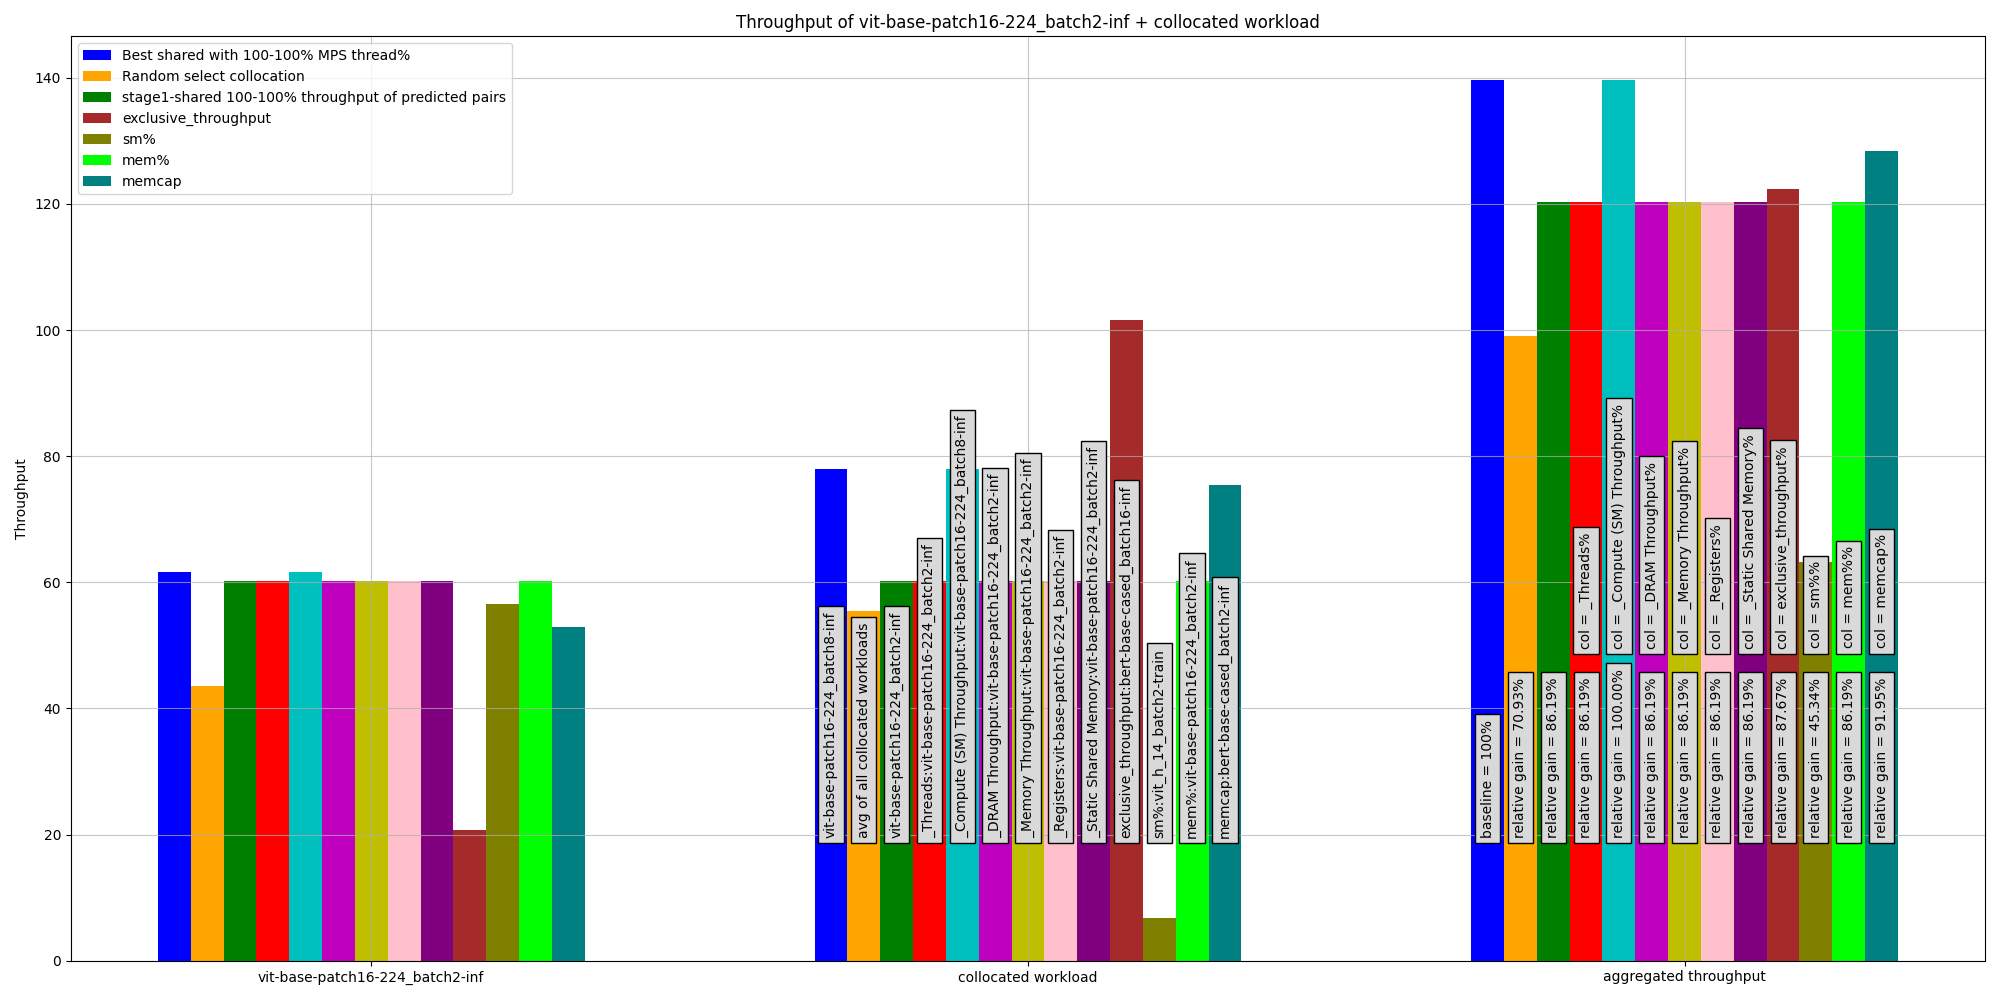 Throughput of vit-base-patch16-224_batch2-inf + collocated workload
Throughput
140
120
100
80
60
40
20
0
Best shared with 100-100% MPS thread%
Random select collocation
stage1-shared 100-100% throughput of predicted pairs
exclusive_throughput
sm%
mem%
memcap
vit-base-patch16-224_batch8-inf
avg of all collocated workloads
vit-base-patch16-224_batch2-inf
_Threads:vit-base-patch16-224_batch2-inf
_Compute (SM) Throughput:vit-base-patch16-224_batch8-inf
_DRAM Throughput:vit-base-patch16-224_batch2-inf
_Memory Throughput:vit-base-patch16-224_batch2-inf
_Registers:vit-base-patch16-224_batch2-inf
_Static Shared Memory:vit-base-patch16-224_batch2-inf
exclusive_throughput:bert-base-cased_batch16-inf
sm%:vit_h_14_batch2-train
mem%:vit-base-patch16-224_batch2-inf
memcap:bert-base-cased_batch2-inf
col = _Threads%
col = _Compute (SM) Throughput%
col = _DRAM Throughput%
col = _Memory Throughput%
col = _Registers%
col = _Static Shared Memory%
col = exclusive_throughput%
col = sm%%
col = mem%%
col = memcap%
baseline = 100%
relative gain = 70.93%
relative gain = 86.19%
relative gain = 86.19%
relative gain = 100.00%
relative gain = 86.19%
relative gain = 86.19%
relative gain = 86.19%
relative gain = 86.19%
relative gain = 87.67%
relative gain = 45.34%
relative gain = 86.19%
relative gain = 91.95%
vit-base-patch16-224_batch2-inf
collocated workload
aggregated throughput